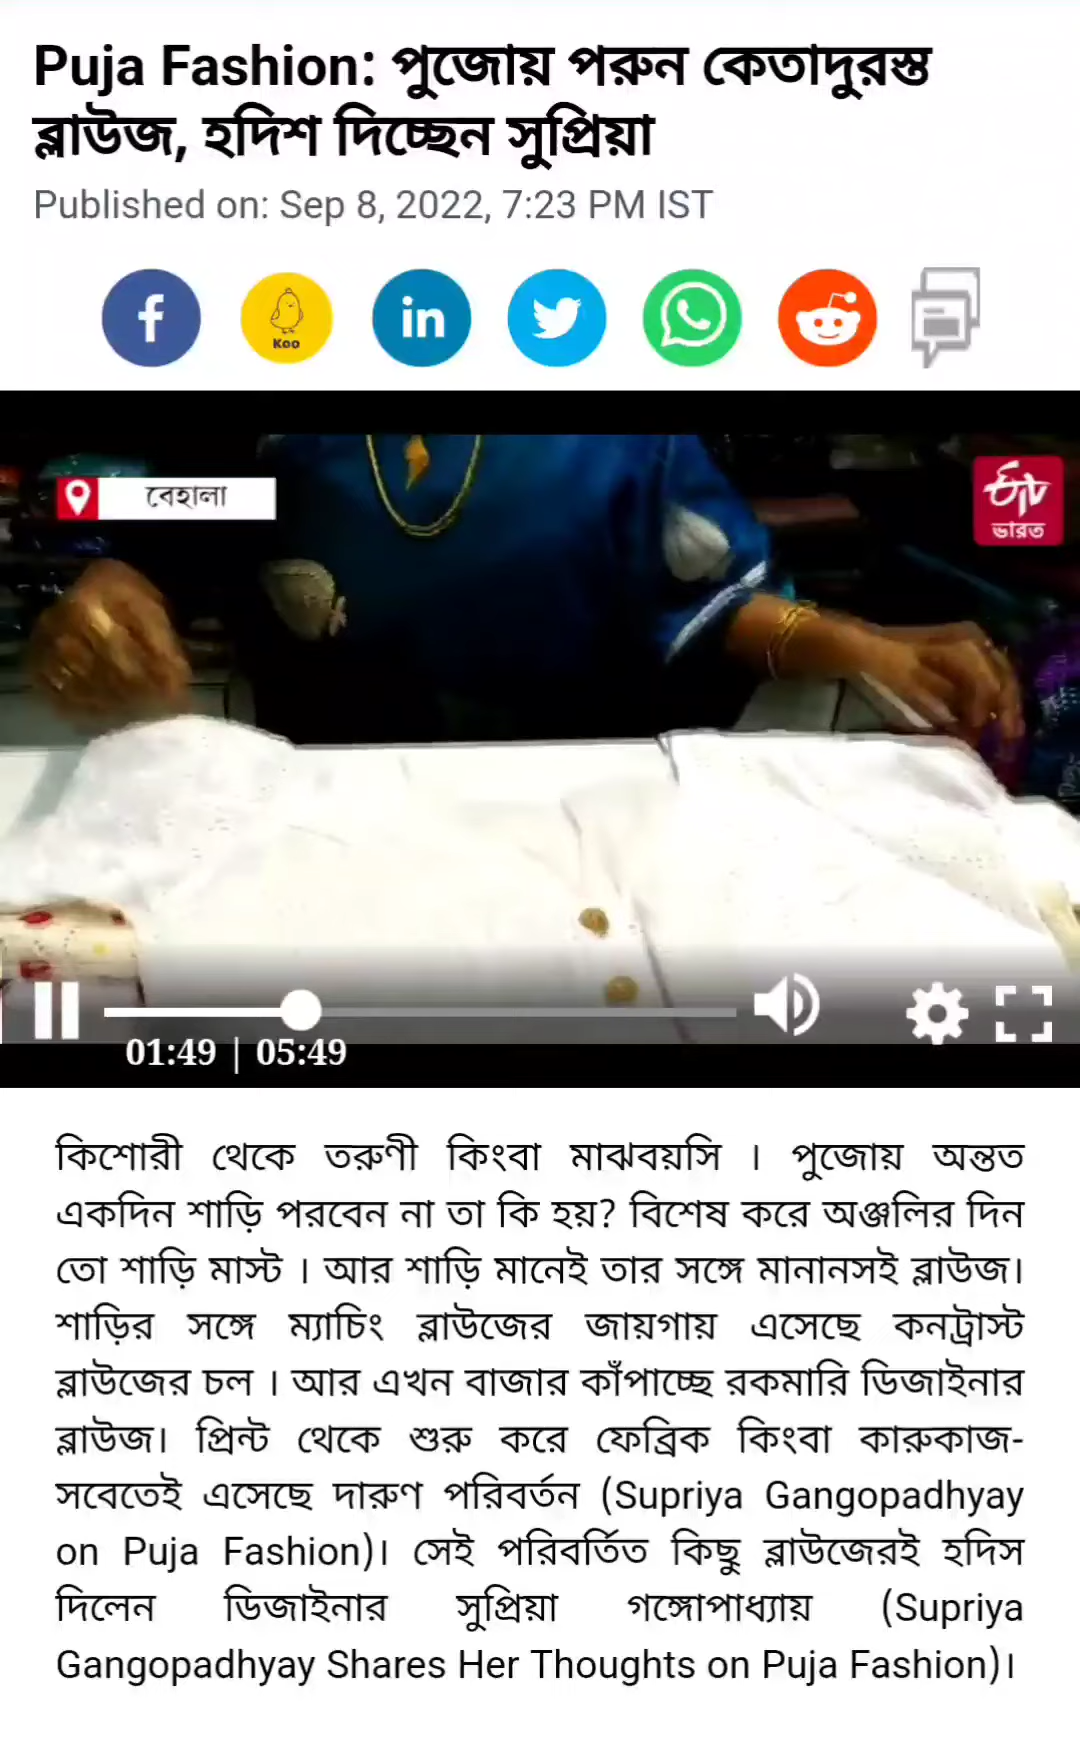 Puja Fashion: পুজোয় পরুন কেতাদুরস্ত
ব্লাউজ, হদিশ দিচ্ছেন সুপ্রিয়া
Published on: Sep 8, 2022, 7:23 PM IST
f
Koo
in
বেহালা
ETV
ভারত
01:49 | 05:49
কিশোরী থেকে তরুণী কিংবা মাঝবয়সি । পুজোয় অন্তত
একদিন শাড়ি পরবেন না তা কি হয়? বিশেষ করে অঞ্জলির দিন
তো শাড়ি মাস্ট । আর শাড়ি মানেই তার সঙ্গে মানানসই ব্লাউজ।
শাড়ির সঙ্গে ম্যাচিং ব্লাউজের জায়গায় এসেছে কনট্রাস্ট
ব্লাউজের চল । আর এখন বাজার কাঁপাচ্ছে রকমারি ডিজাইনার
ব্লাউজ। প্রিন্ট থেকে শুরু করে ফেব্রিক কিংবা কারুকাজ-
সবেতেই এসেছে দারুণ পরিবর্তন (Supriya Gangopadhyay
on Puja Fashion)। সেই পরিবর্তিত কিছু ব্লাউজেরই হদিস
দিলেন ডিজাইনার সুপ্রিয়া গঙ্গোপাধ্যায় (Supriya
Gangopadhyay Shares Her Thoughts on Puja Fashion)।